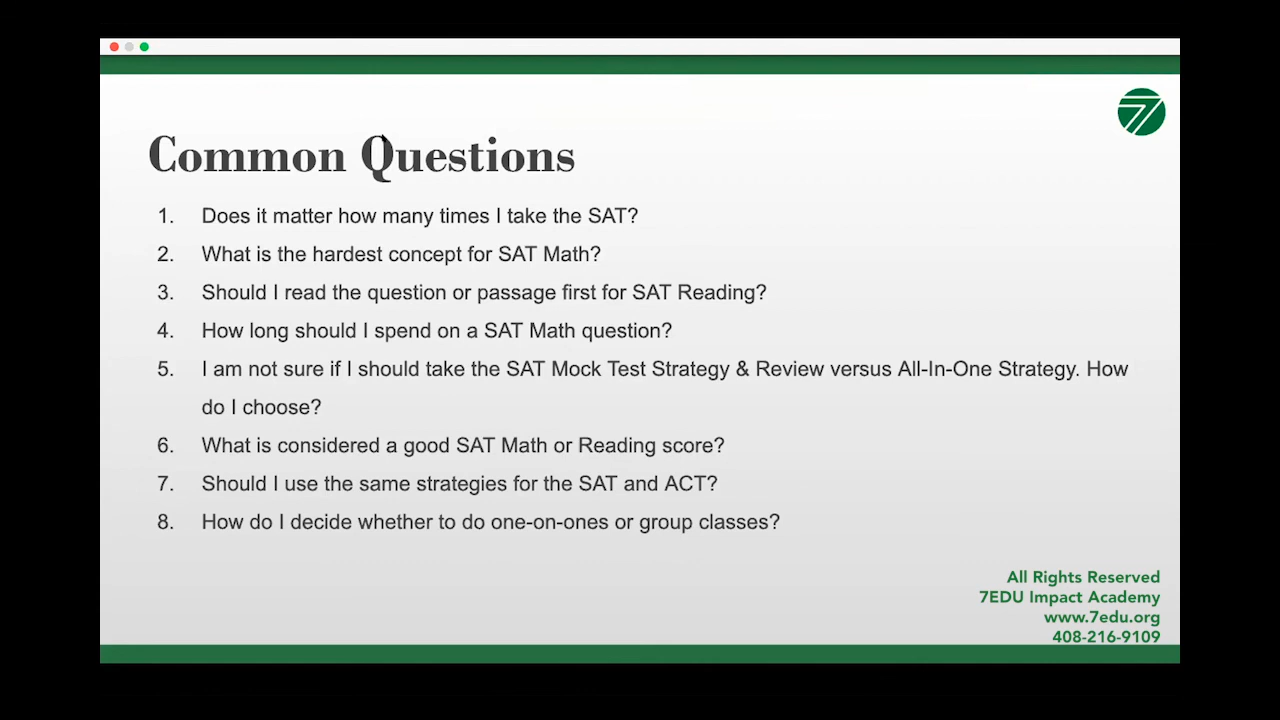 Common Questions
1. Does it matter how many times I take the SAT?
2. What is the hardest concept for SAT Math?
3. Should I read the question or passage first for SAT Reading?
4. How long should I spend on a SAT Math question?
5. I am not sure if I should take the SAT Mock Test Strategy & Review versus All-In-One Strategy. How
do I choose?
6. What is considered a good SAT Math or Reading score?
7. Should I use the same strategies for the SAT and ACT?
8. How do I decide whether to do one-on-ones or group classes?
All Rights Reserved
7EDU Impact Academy
www.7edu.org
408-216-9109